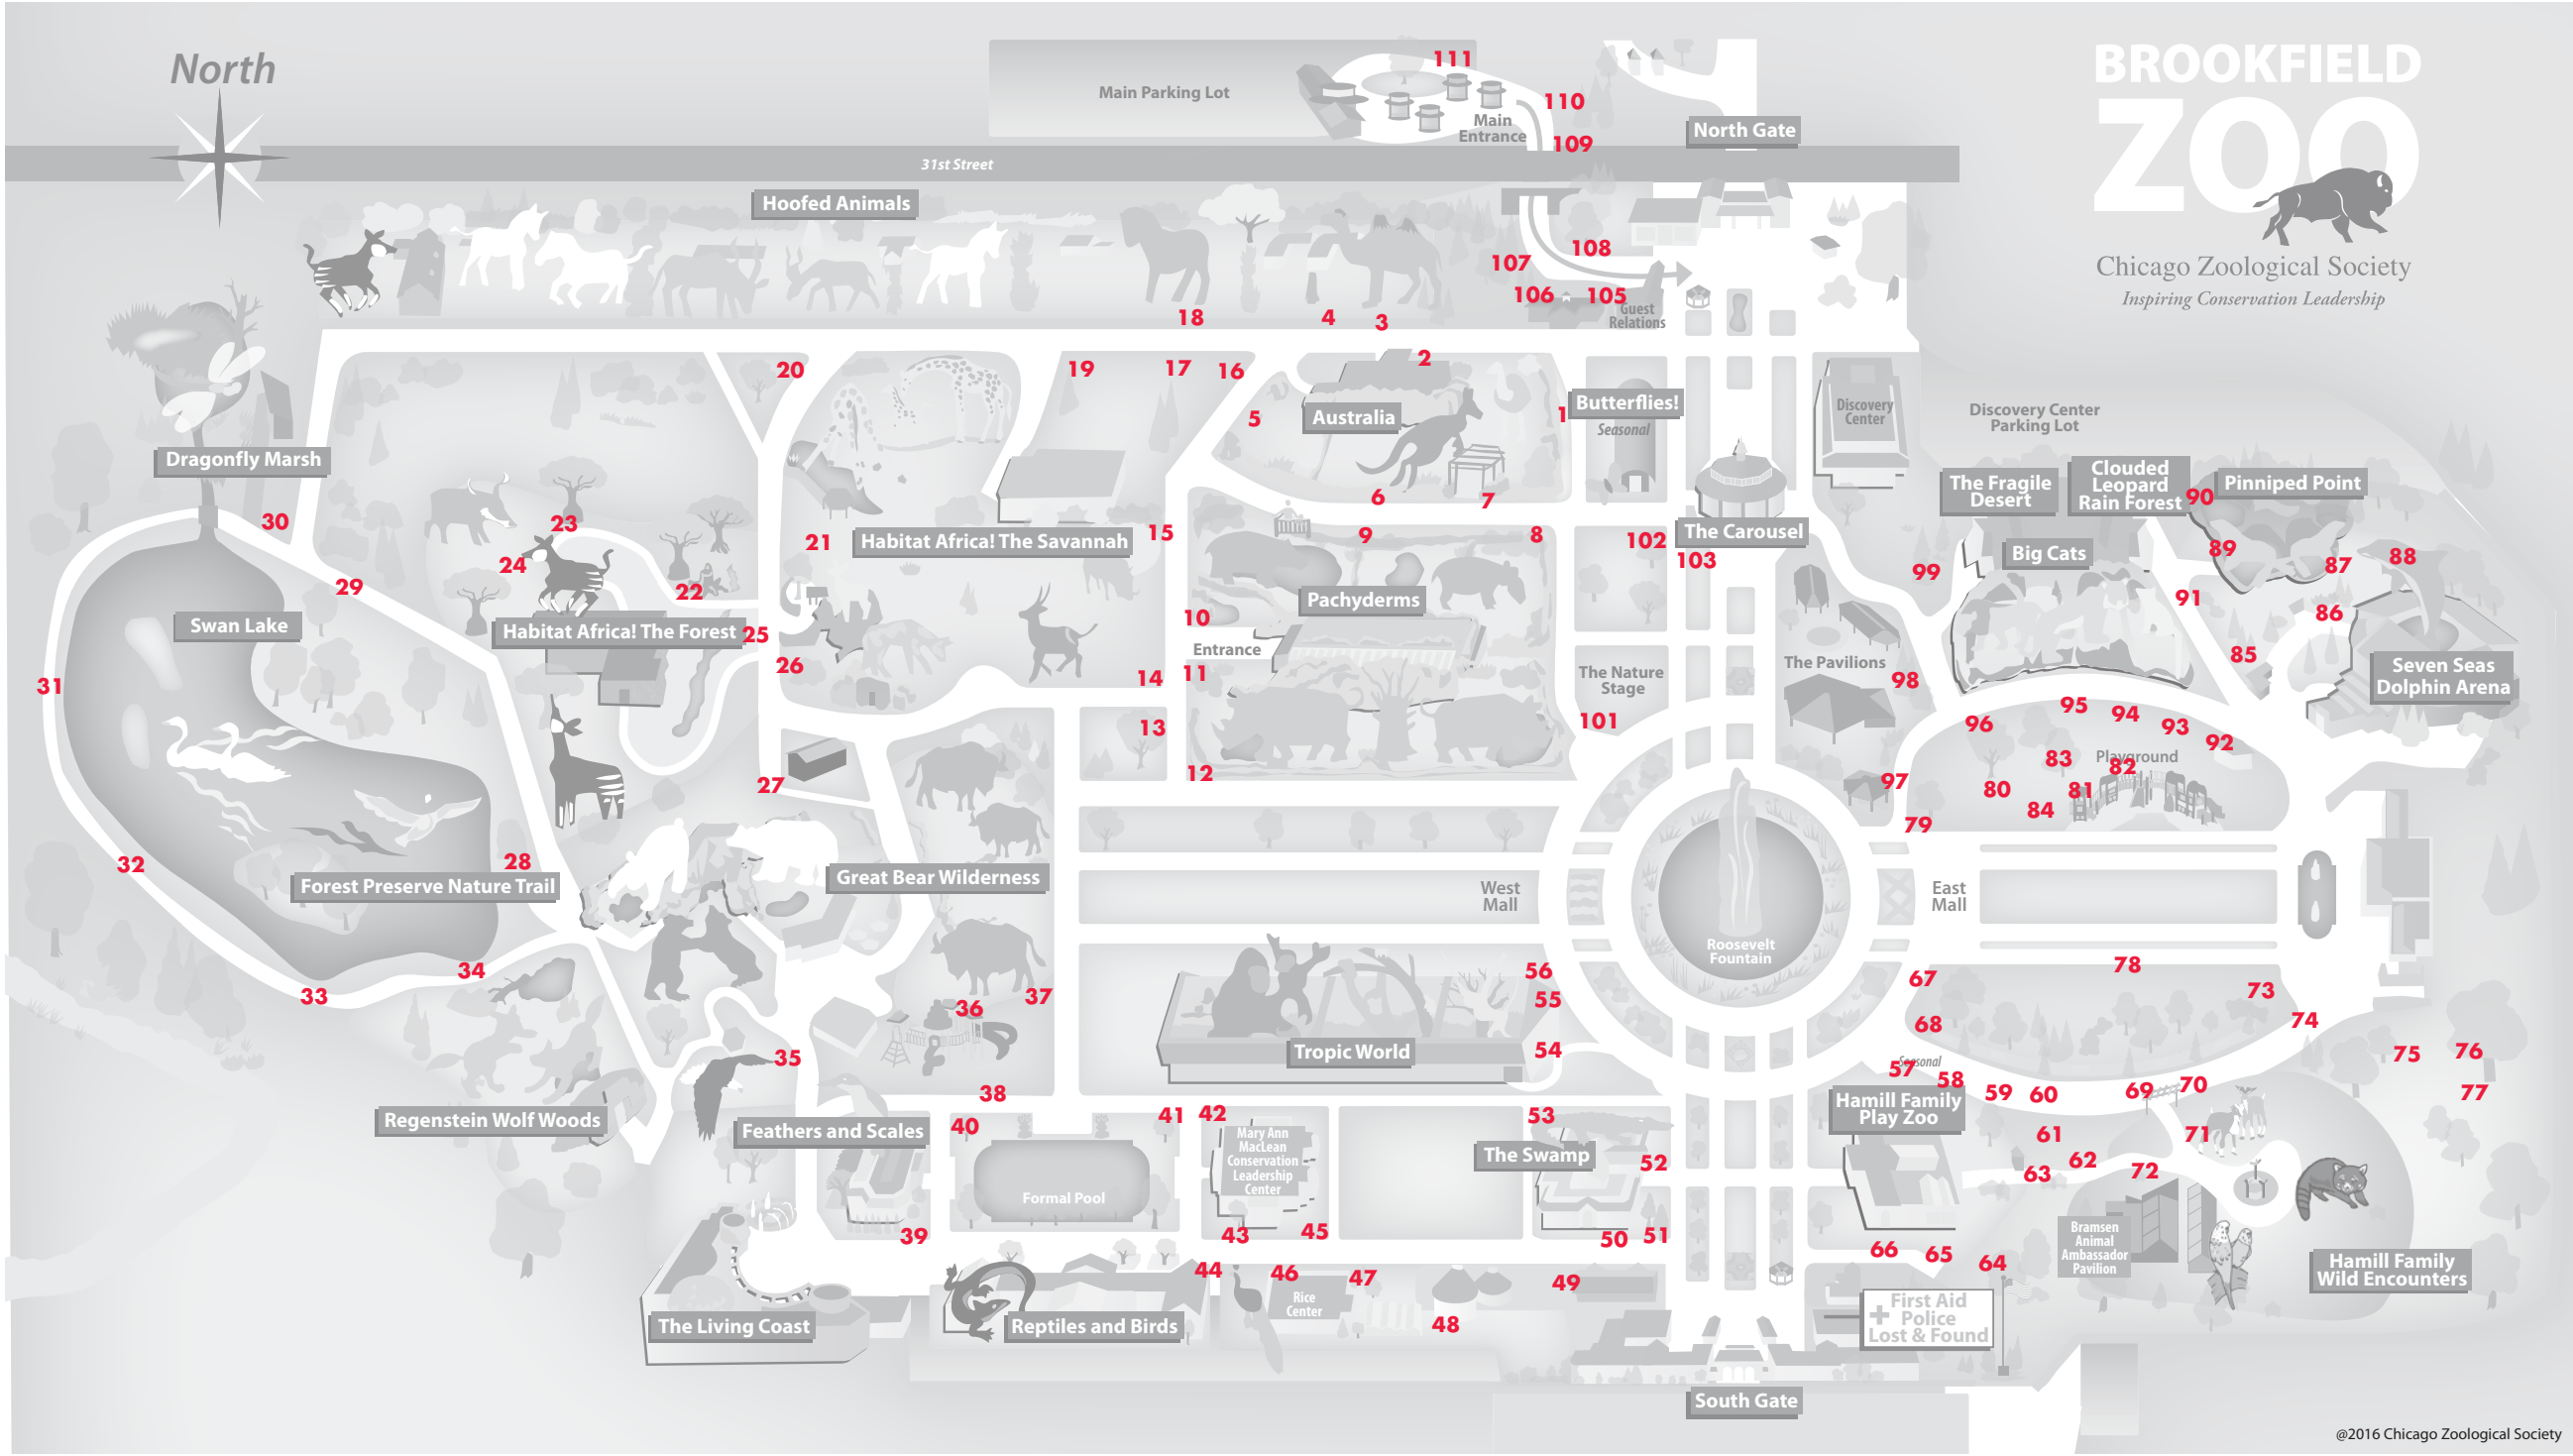 North
BROOKFIELD
ZOO
Chicago Zoological Society
Inspiring Conservation Leadership
111
Main Parking Lot
110
Main
Entrance
109
North Gate
31st Street
Hoofed Animals
108
107
106
105
Guest
Relations
18
4
3
2
20
19
17
16
5
Australia
1
Butterflies!
Seasonal
Discovery
Center
Discovery Center
Parking Lot
Dragonfly Marsh
The Fragile
Desert
Clouded
Leopard
Rain Forest
90
Pinniped Point
6
7
30
23
21
Habitat Africa! The Savannah
15
9
8
102
The Carousel
103
Big Cats
89
88
87
24
99
29
22
Pachyderms
91
86
Swan Lake
Habitat Africa! The Forest
25
10
Entrance
26
14
11
The Nature
Stage
The Pavilions
98
85
Seven Seas
Dolphin Arena
31
13
101
96
95
94
93
92
83
Playground
82
27
12
97
80
81
84
79
32
28
Forest Preserve Nature Trail
Great Bear Wilderness
West
Mall
East
Mall
Roosevelt
Fountain
34
33
36
37
56
55
67
78
73
68
74
35
Tropic World
54
Seasonal
57
58
59
60
69
70
75
76
77
38
Regenstein Wolf Woods
Feathers and Scales
40
41
42
53
Hamill Family
Play Zoo
61
71
Mary Ann
MacLean
Conservation
Leadership
Center
The Swamp
52
63
62
72
Formal Pool
39
43
45
50
51
66
65
64
Bramsen
Animal
Ambassador
Pavilion
Hamill Family
Wild Encounters
44
46
47
49
Rice
Center
48
The Living Coast
Reptiles and Birds
First Aid
Police
Lost & Found
South Gate
@2016 Chicago Zoological Society